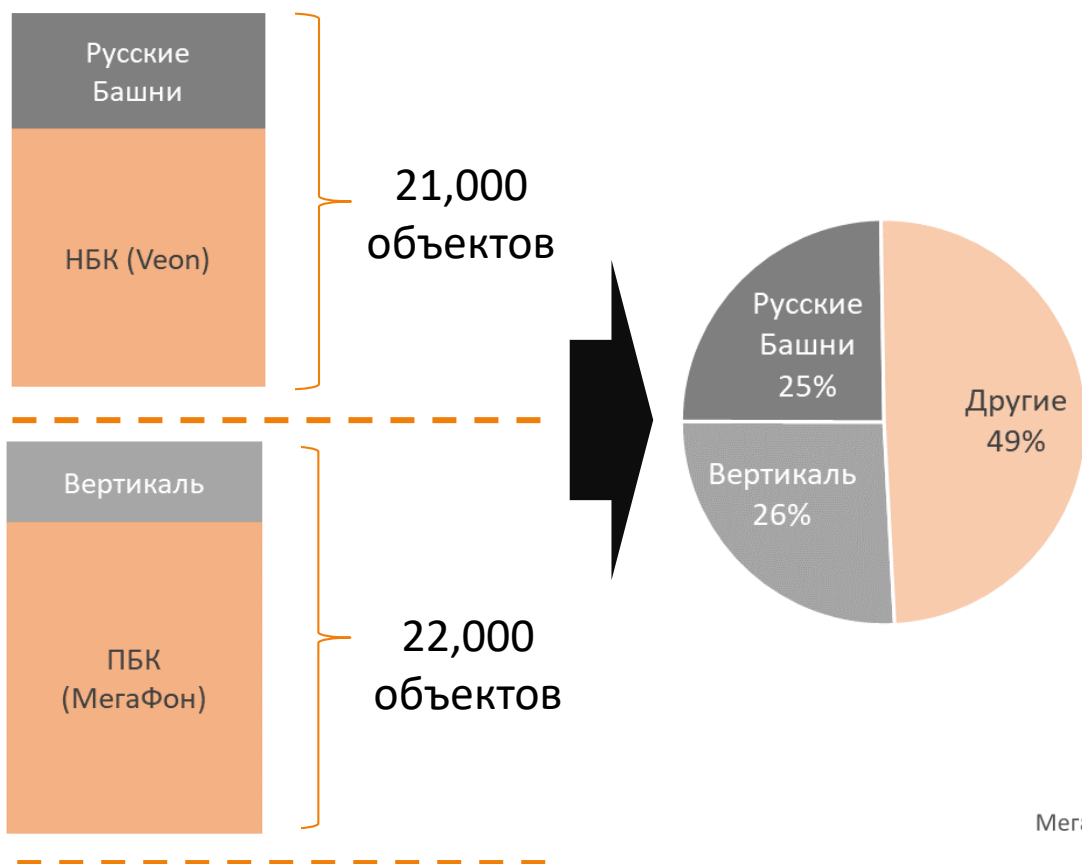 Русские
Башни
НБК (Veon)
21,000
объектов
Вертикаль
ПБК
(МегаФон)
22,000
объектов
Русские
Башни
25%
Вертикаль
26%
Другие
49%
Мега